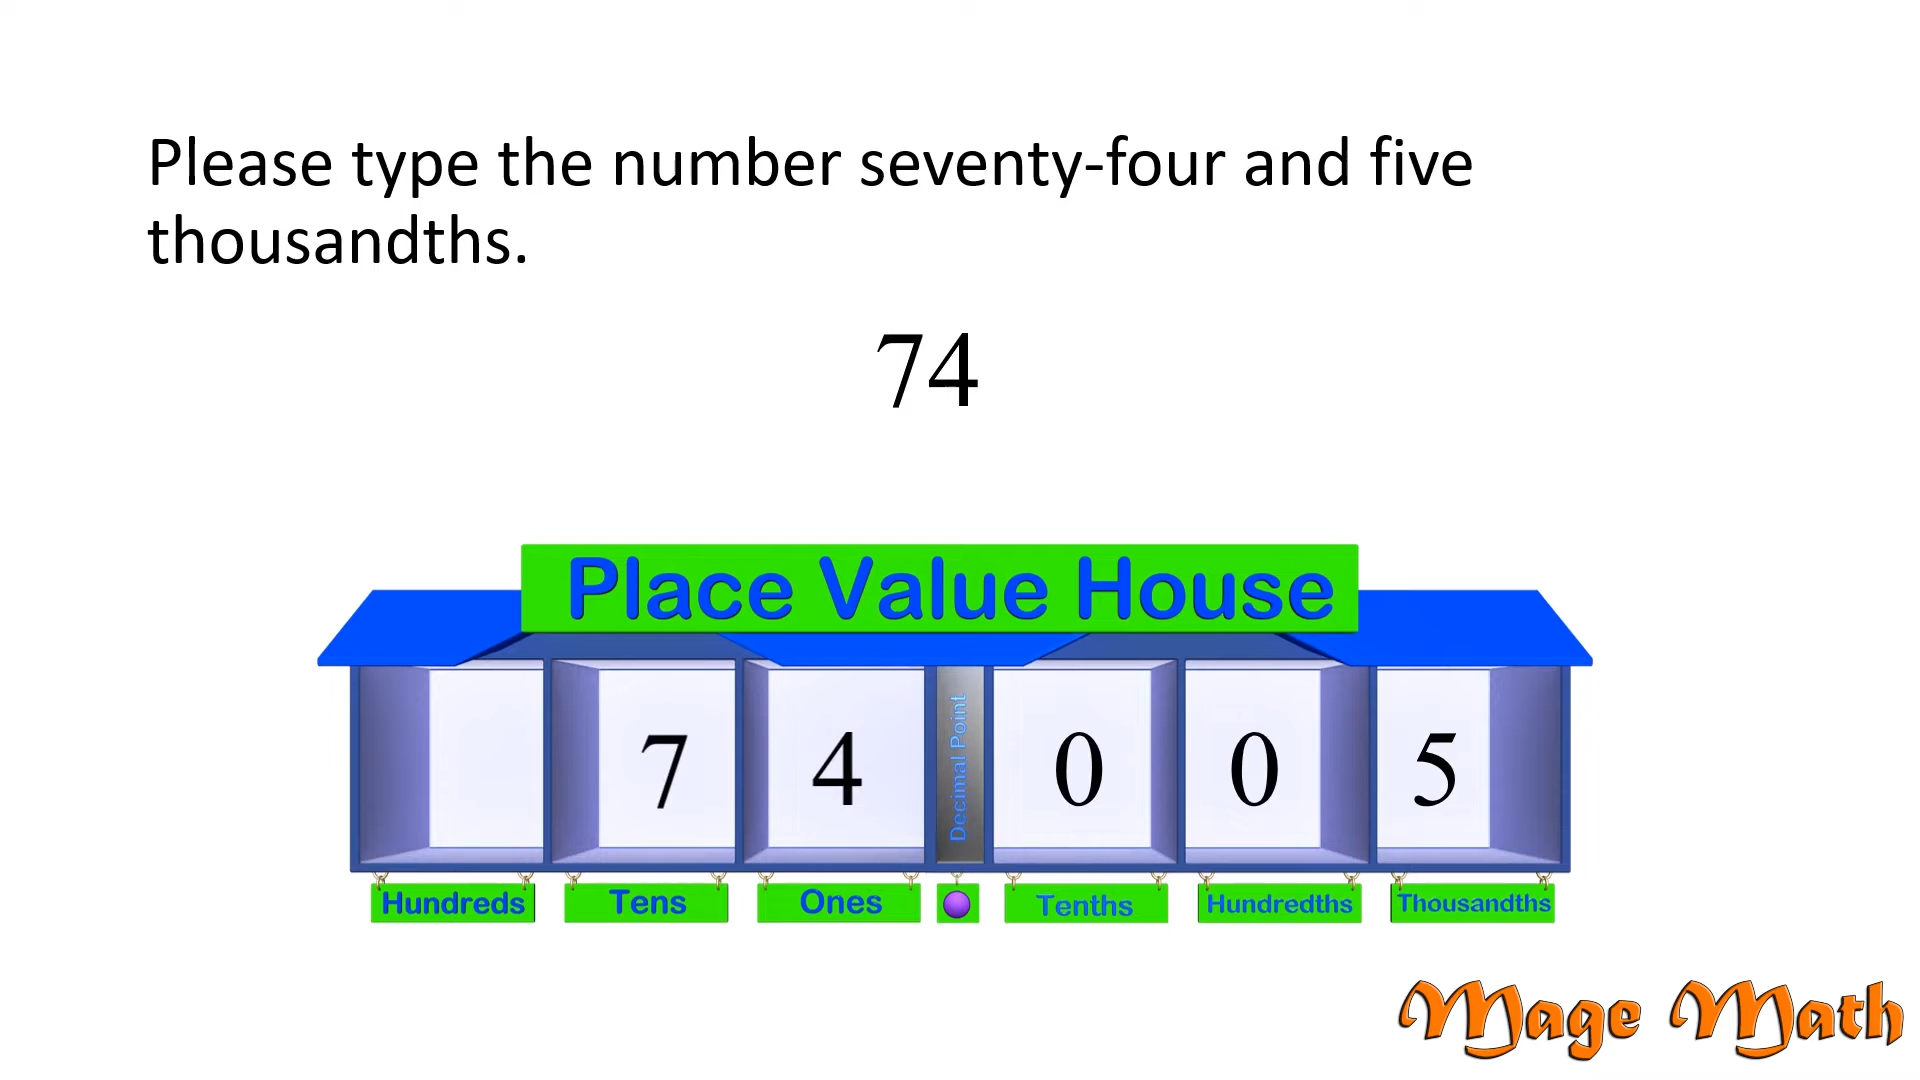 Please type the number seventy-four and five
thousandths.
74
Place Value House
7 4 Decimal Point 0 0 5
Hundreds Tens Ones Tenths Hundredths Thousandths
Mage Math